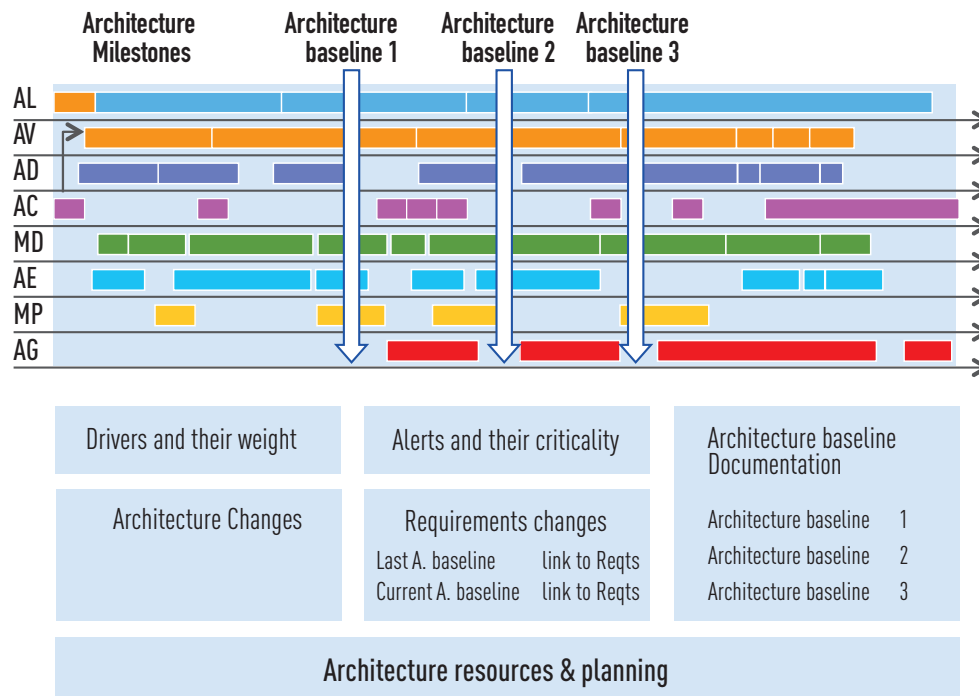 Architecture
Milestones
Architecture
baseline 1
Architecture
baseline 2
Architecture
baseline 3
AL
AV
AD
AC
MD
AE
MP
AG
Drivers and their weight
Alerts and their criticality
Architecture baseline
Documentation
Architecture baseline 1
Architecture baseline 2
Architecture baseline 3
Architecture Changes
Requirements changes
Last A. baseline link to Reqts
Current A. baseline link to Reqts
Architecture resources & planning